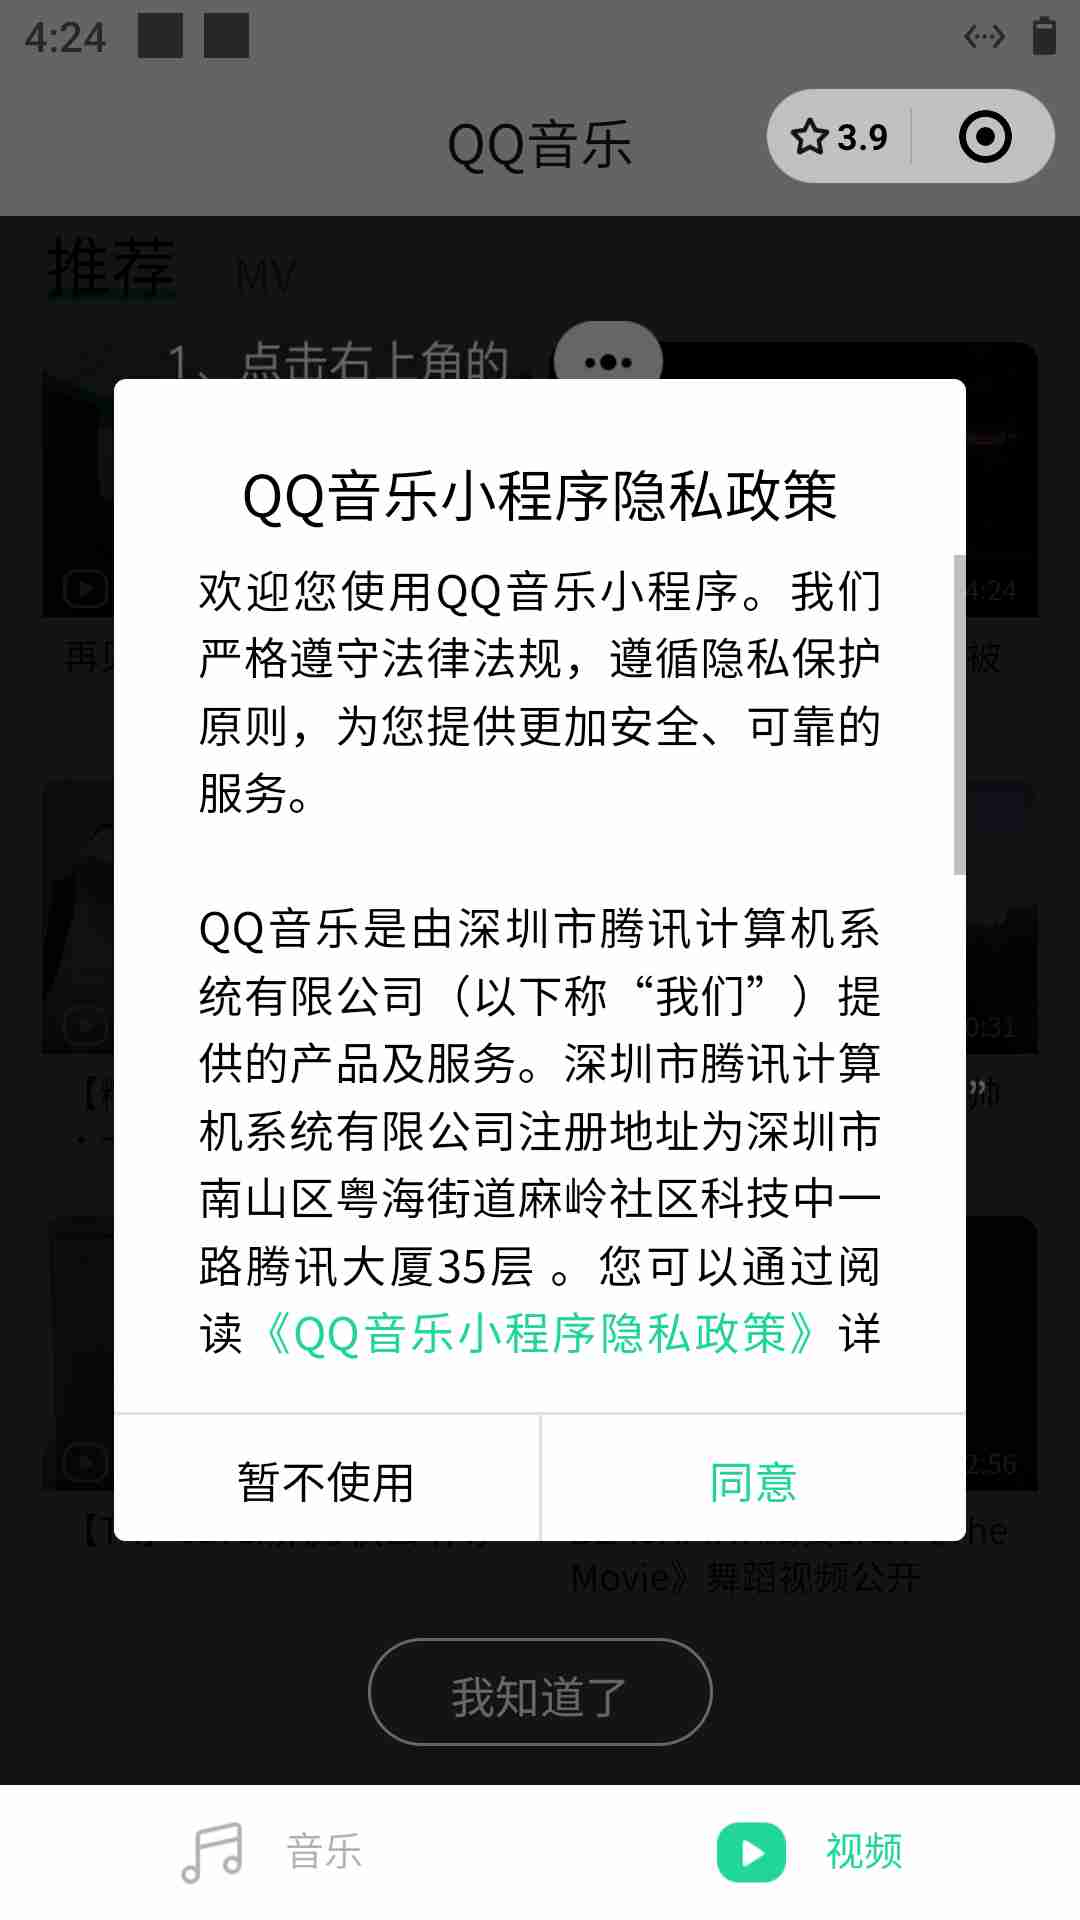 4:24
QQ音乐
3.9
推荐
MV
1、点击右上角的
QQ音乐小程序隐私政策
欢迎您使用QQ音乐小程序。我们
严格遵守法律法规，遵循隐私保护
原则，为您提供更加安全、可靠的
服务。
QQ音乐是由深圳市腾讯计算机系
统有限公司（以下称“我们”）提
供的产品及服务。深圳市腾讯计算
机系统有限公司注册地址为深圳市
南山区粤海街道麻岭社区科技中一
路腾讯大厦35层 。您可以通过阅
读《QQ音乐小程序隐私政策》详
暂不使用
同意
4:24
再见
被
0:31
帅
2:56
Movie》舞蹈视频公开
我知道了
音乐
视频